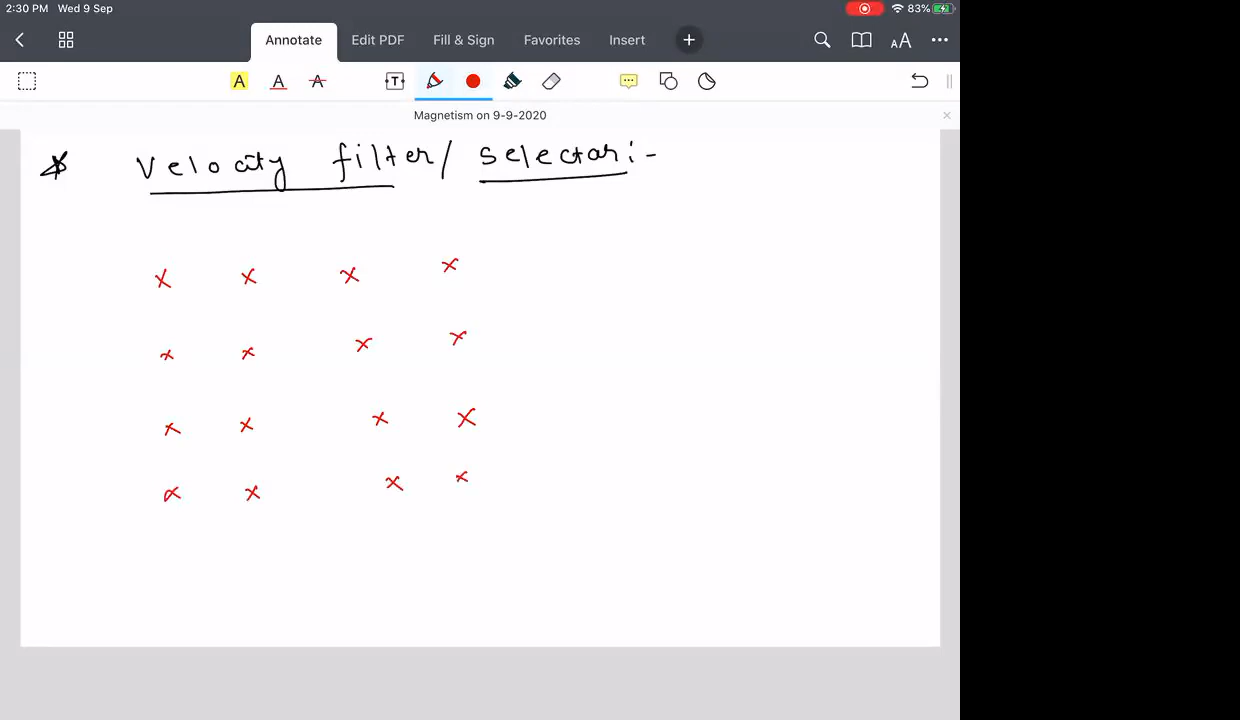 2:30 PM Wed 9 Sep 83%
Annotate Edit PDF Fill & Sign Favorites Insert
Magnetism on 9-9-2020
Velocity filter/ selectar:-
x x x x
x x x x
x x x x
x x x x